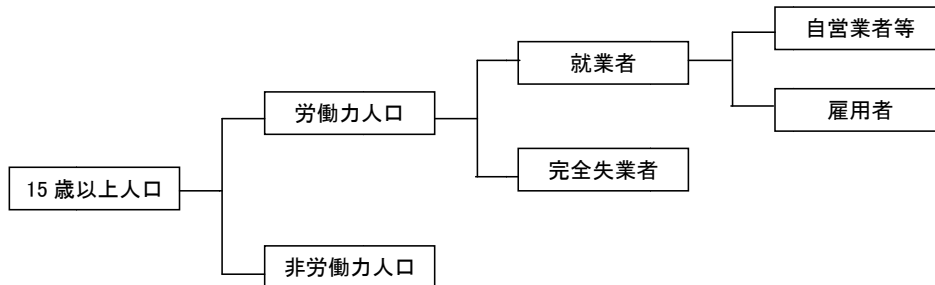 15 歳以上人口
労働力人口
非労働力人口
就業者
完全失業者
自営業者等
雇用者